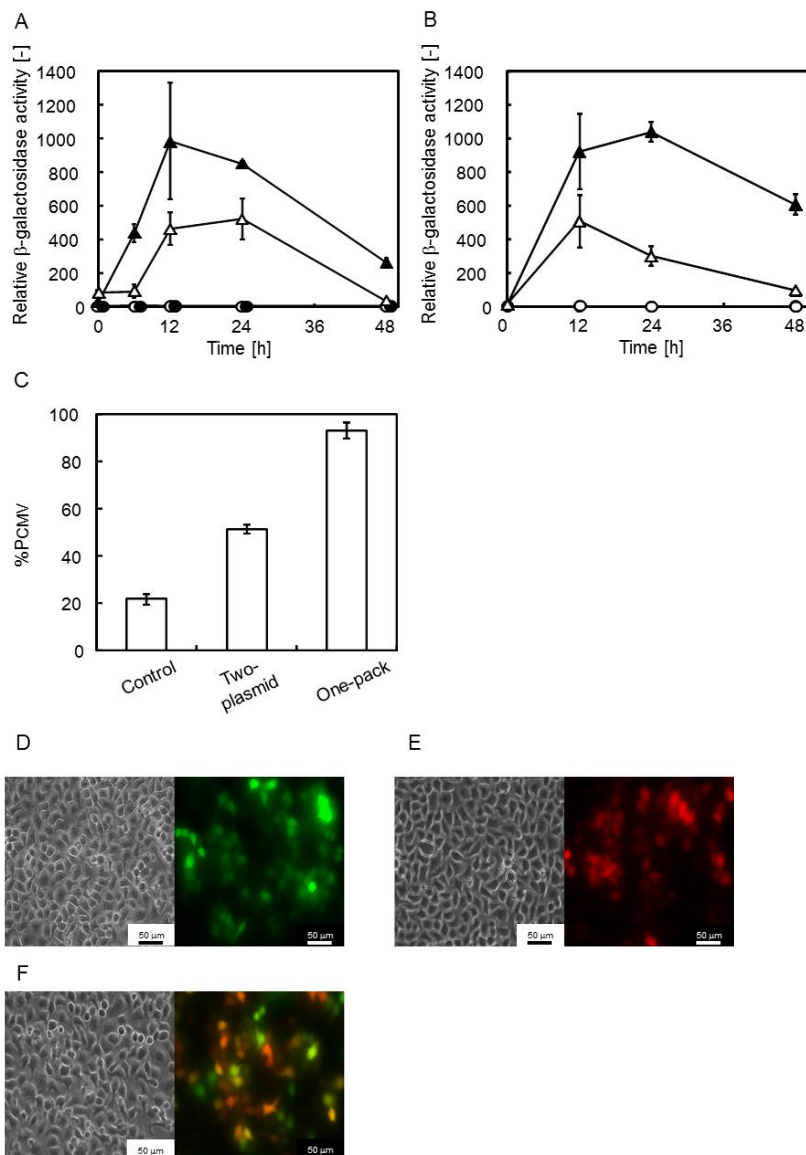 A
Relative β-galactosidase activity [-]
1400
1200
1000
800
600
400
200
0
0 12 24 36 48
Time [h]
B
Relative β-galactosidase activity [-]
1400
1200
1000
800
600
400
200
0
0 12 24 36 48
Time [h]
C
%PCMV
100
80
60
40
20
0
Control
Two-
plasmid
One-pack
D
50 µm
50 µm
E
50 µm
50 µm
F
50 µm
50 µm